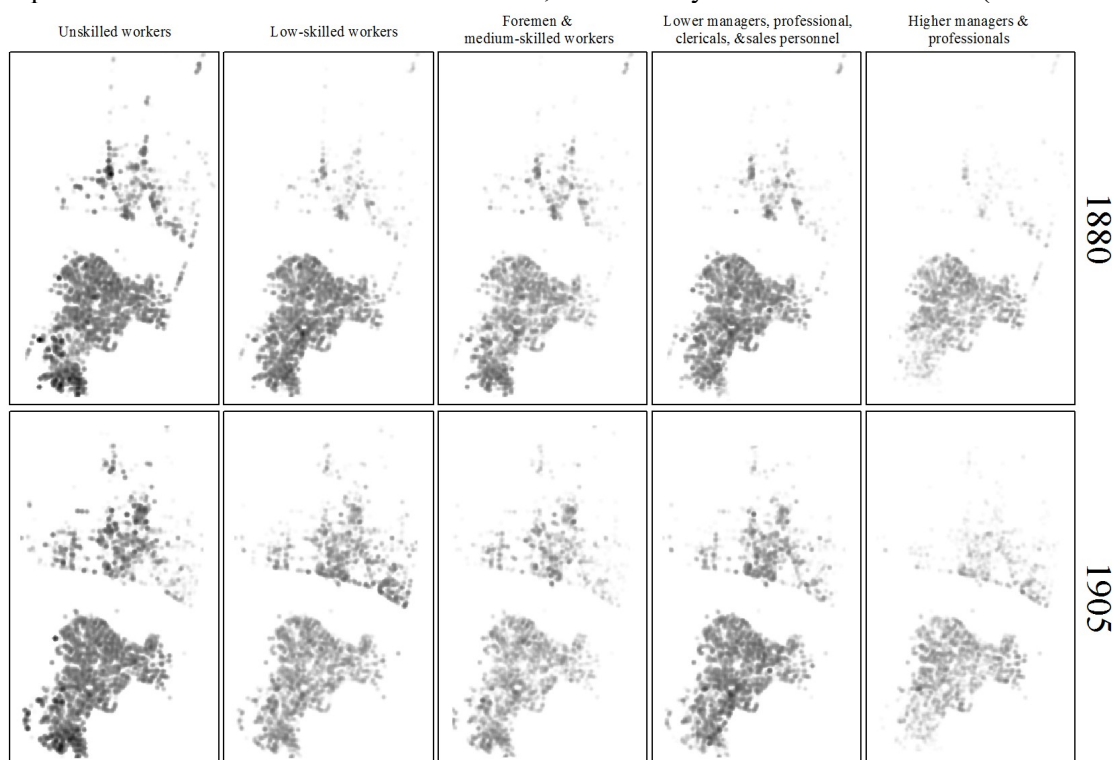 Unskilled workers
Low-skilled workers
Foremen &
medium-skilled workers
Lower managers, professional,
clericals, &sales personnel
Higher managers &
professionals
1880
1905